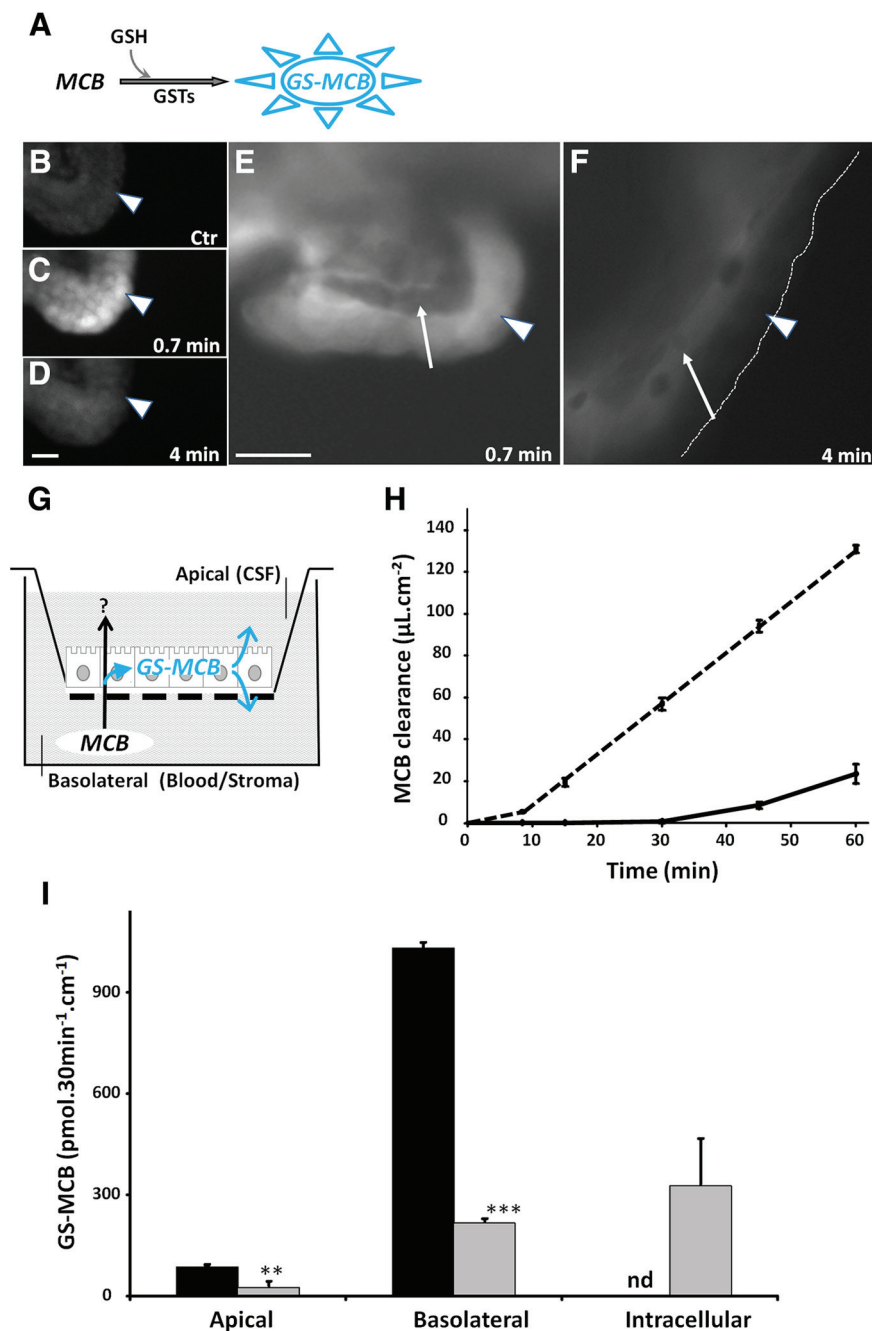 A
GSH
MCB
GSTs
GS-MCB
B
Ctr
C
0.7 min
D
4 min
E
0.7 min
F
4 min
G
Apical (CSF)
?
GS-MCB
MCB
Basolateral (Blood/Stroma)
H
MCB clearance (µL.cm⁻²)
140
120
100
80
60
40
20
0
0
10
20
30
40
50
60
Time (min)
I
GS-MCB (pmol.30min⁻¹.cm⁻¹)
900
600
300
0
**
***
nd
Apical
Basolateral
Intracellular